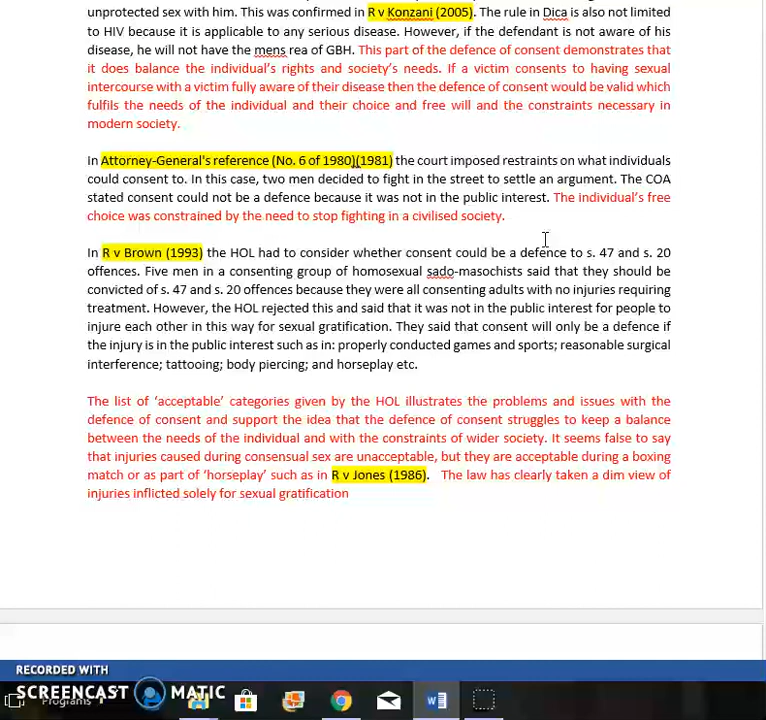 unprotected sex with him. This was confirmed in R v Konzani (2005). The rule in Dica is also not limited
to HIV because it is applicable to any serious disease. However, if the defendant is not aware of his
disease, he will not have the mens rea of GBH. This part of the defence of consent demonstrates that
it does balance the individual's rights and society's needs. If a victim consents to having sexual
intercourse with a victim fully aware of their disease then the defence of consent would be valid which
fulfils the needs of the individual and their choice and free will and the constraints necessary in
modern society.
In Attorney-General's reference (No. 6 of 1980)(1981) the court imposed restraints on what individuals
could consent to. In this case, two men decided to fight in the street to settle an argument. The COA
stated consent could not be a defence because it was not in the public interest. The individual's free
choice was constrained by the need to stop fighting in a civilised society.
In R v Brown (1993) the HOL had to consider whether consent could be a defence to s. 47 and s. 20
offences. Five men in a consenting group of homosexual sado-masochists said that they should be
convicted of s. 47 and s. 20 offences because they were all consenting adults with no injuries requiring
treatment. However, the HOL rejected this and said that it was not in the public interest for people to
injure each other in this way for sexual gratification. They said that consent will only be a defence if
the injury is in the public interest such as in: properly conducted games and sports; reasonable surgical
interference; tattooing; body piercing; and horseplay etc.
The list of 'acceptable' categories given by the HOL illustrates the problems and issues with the
defence of consent and support the idea that the defence of consent struggles to keep a balance
between the needs of the individual and with the constraints of wider society. It seems false to say
that injuries caused during consensual sex are unacceptable, but they are acceptable during a boxing
match or as part of 'horseplay' such as in R v Jones (1986). The law has clearly taken a dim view of
injuries inflicted solely for sexual gratification
RECORDED WITH
SCREENCAST MATIC
Programs